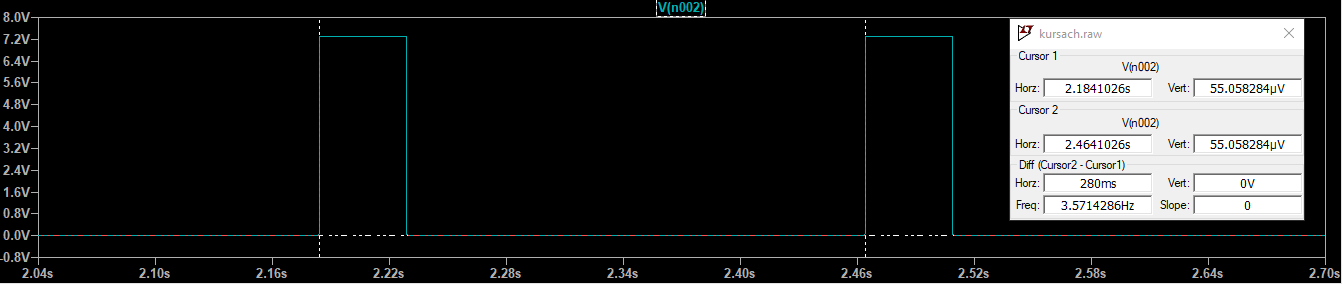 V(n002)
8.0V
7.2V
6.4V
5.6V
4.8V
4.0V
3.2V
2.4V
1.6V
0.8V
0.0V
-0.8V
2.04s 2.10s 2.16s 2.22s 2.28s 2.34s 2.40s 2.46s 2.52s 2.58s 2.64s 2.70s
kursach.raw
Cursor 1
V(n002)
Horz: 2.1841026s Vert: 55.058284µV
Cursor 2
V(n002)
Horz: 2.4641026s Vert: 55.058284µV
Diff (Cursor2 - Cursor1)
Horz: 280ms Vert: 0V
Freq: 3.5714286Hz Slope: 0